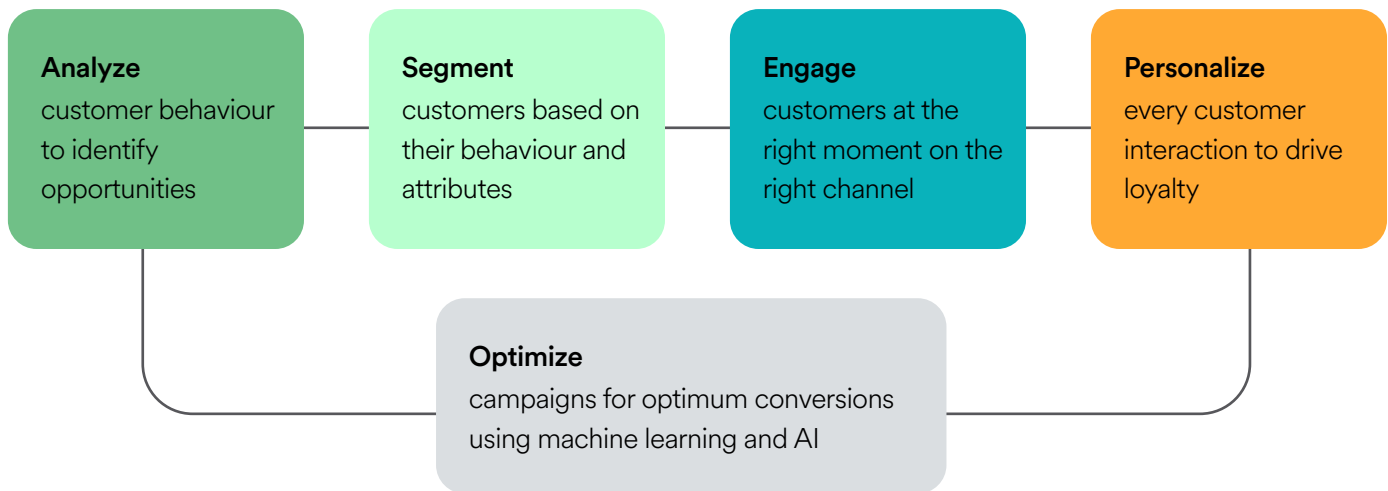 Analyze
customer behaviour
to identify
opportunities
Segment
customers based on
their behaviour and
attributes
Engage
customers at the
right moment on the
right channel
Personalize
every customer
interaction to drive
loyalty
Optimize
campaigns for optimum conversions
using machine learning and AI